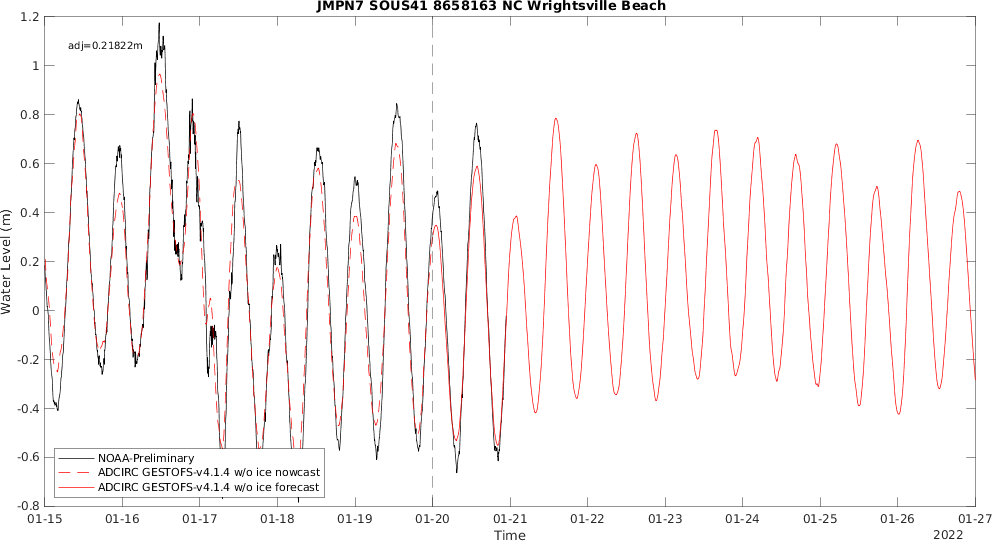 JMPN7 SOUS41 8658163 NC Wrightsville Beach
adj=0.21822m
1.2
1
0.8
0.6
0.4
0.2
0
-0.2
-0.4
-0.6
-0.8
Water Level (m)
NOAA-Preliminary
ADCIRC GESTOFS-v4.1.4 w/o ice nowcast
ADCIRC GESTOFS-v4.1.4 w/o ice forecast
01-15 01-16 01-17 01-18 01-19 01-20 01-21 01-22 01-23 01-24 01-25 01-26 01-27
Time
2022